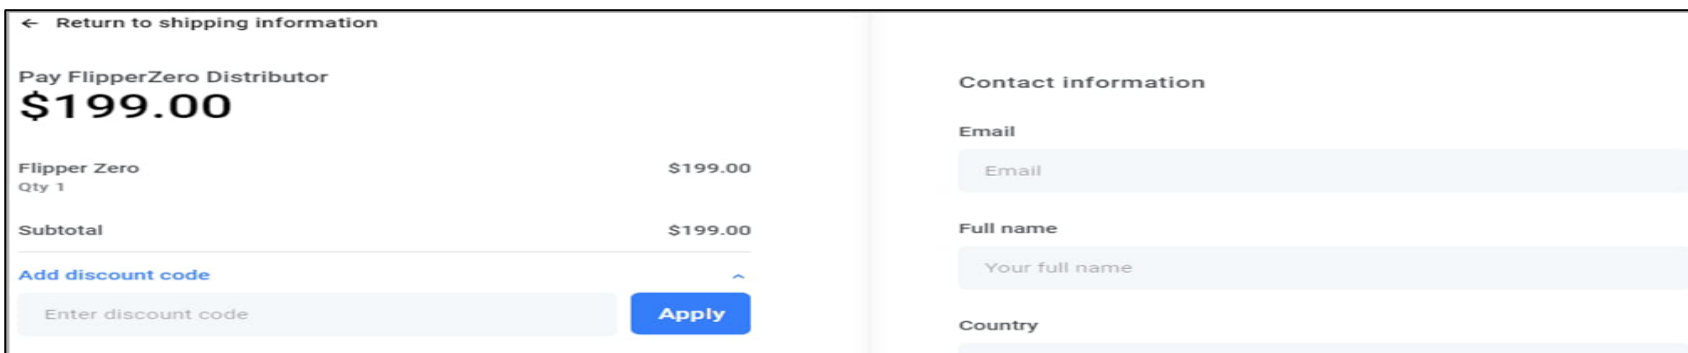 ← Return to shipping information
Pay FlipperZero Distributor
$199.00
Flipper Zero $199.00
Qty 1
Subtotal $199.00
Add discount code
Enter discount code Apply
Contact information
Email
Email
Full name
Your full name
Country